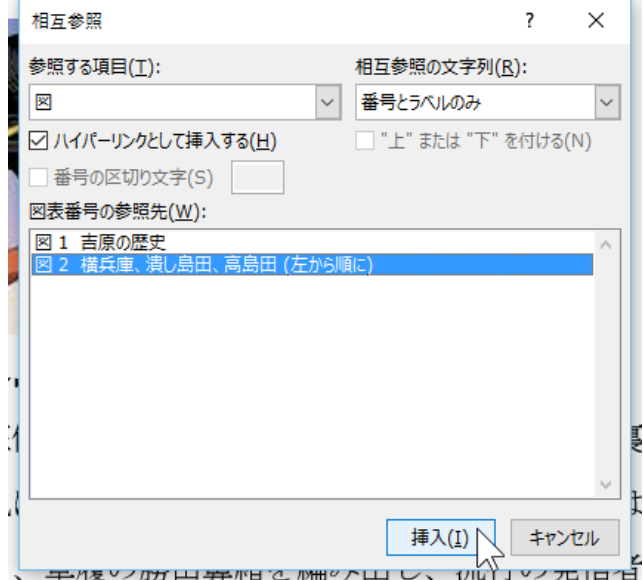 相互参照 ?
参照する項目(T): 相互参照の文字列(R):
図 番号とラベルのみ
ハイパーリンクとして挿入する(H) "上" または "下" を付ける(N)
番号の区切り文字(S)
図表番号の参照先(W):
図 1 吉原の歴史
図 2 横兵庫、潰し島田、高島田 (左から順に)
挿入(I) キャンセル